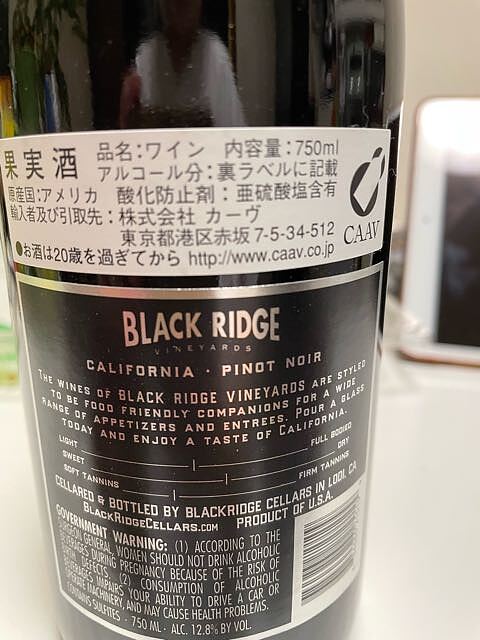 果実酒 品名:ワイン 内容量:750ml
アルコール分:裏ラベルに記載
原産国:アメリカ 酸化防止剤:亜硫酸塩含有
輸入者及び引取先:株式会社 カーヴ
東京都港区赤坂7-5-34-512
●お酒は20歳を過ぎてから http://www.caav.co.jp
CAAV
BLACK RIDGE
VINEYARDS
CALIFORNIA · PINOT NOIR
THE WINES OF BLACK RIDGE VINEYARDS ARE STYLED
TO BE FOOD FRIENDLY COMPANIONS FOR A WIDE
RANGE OF APPETIZERS AND ENTREES. POUR A GLASS
TODAY AND ENJOY A TASTE OF CALIFORNIA.
LIGHT FULL BODIED
SWEET DRY
SOFT TANNINS FIRM TANNINS
CELLARED & BOTTLED BY BLACKRIDGE CELLARS IN LODI, CA
BLACKRIDGECELLARS.COM PRODUCT OF U.S.A.
GOVERNMENT WARNING: (1) ACCORDING TO THE
SURGEON GENERAL, WOMEN SHOULD NOT DRINK ALCOHOLIC
BEVERAGES DURING PREGNANCY BECAUSE OF THE RISK OF
BIRTH DEFECTS. (2) CONSUMPTION OF ALCOHOLIC
BEVERAGES IMPAIRS YOUR ABILITY TO DRIVE A CAR OR
OPERATE MACHINERY, AND MAY CAUSE HEALTH PROBLEMS.
CONTAINS SULFITES · 750 ML · ALC. 12.8% BY VOL.